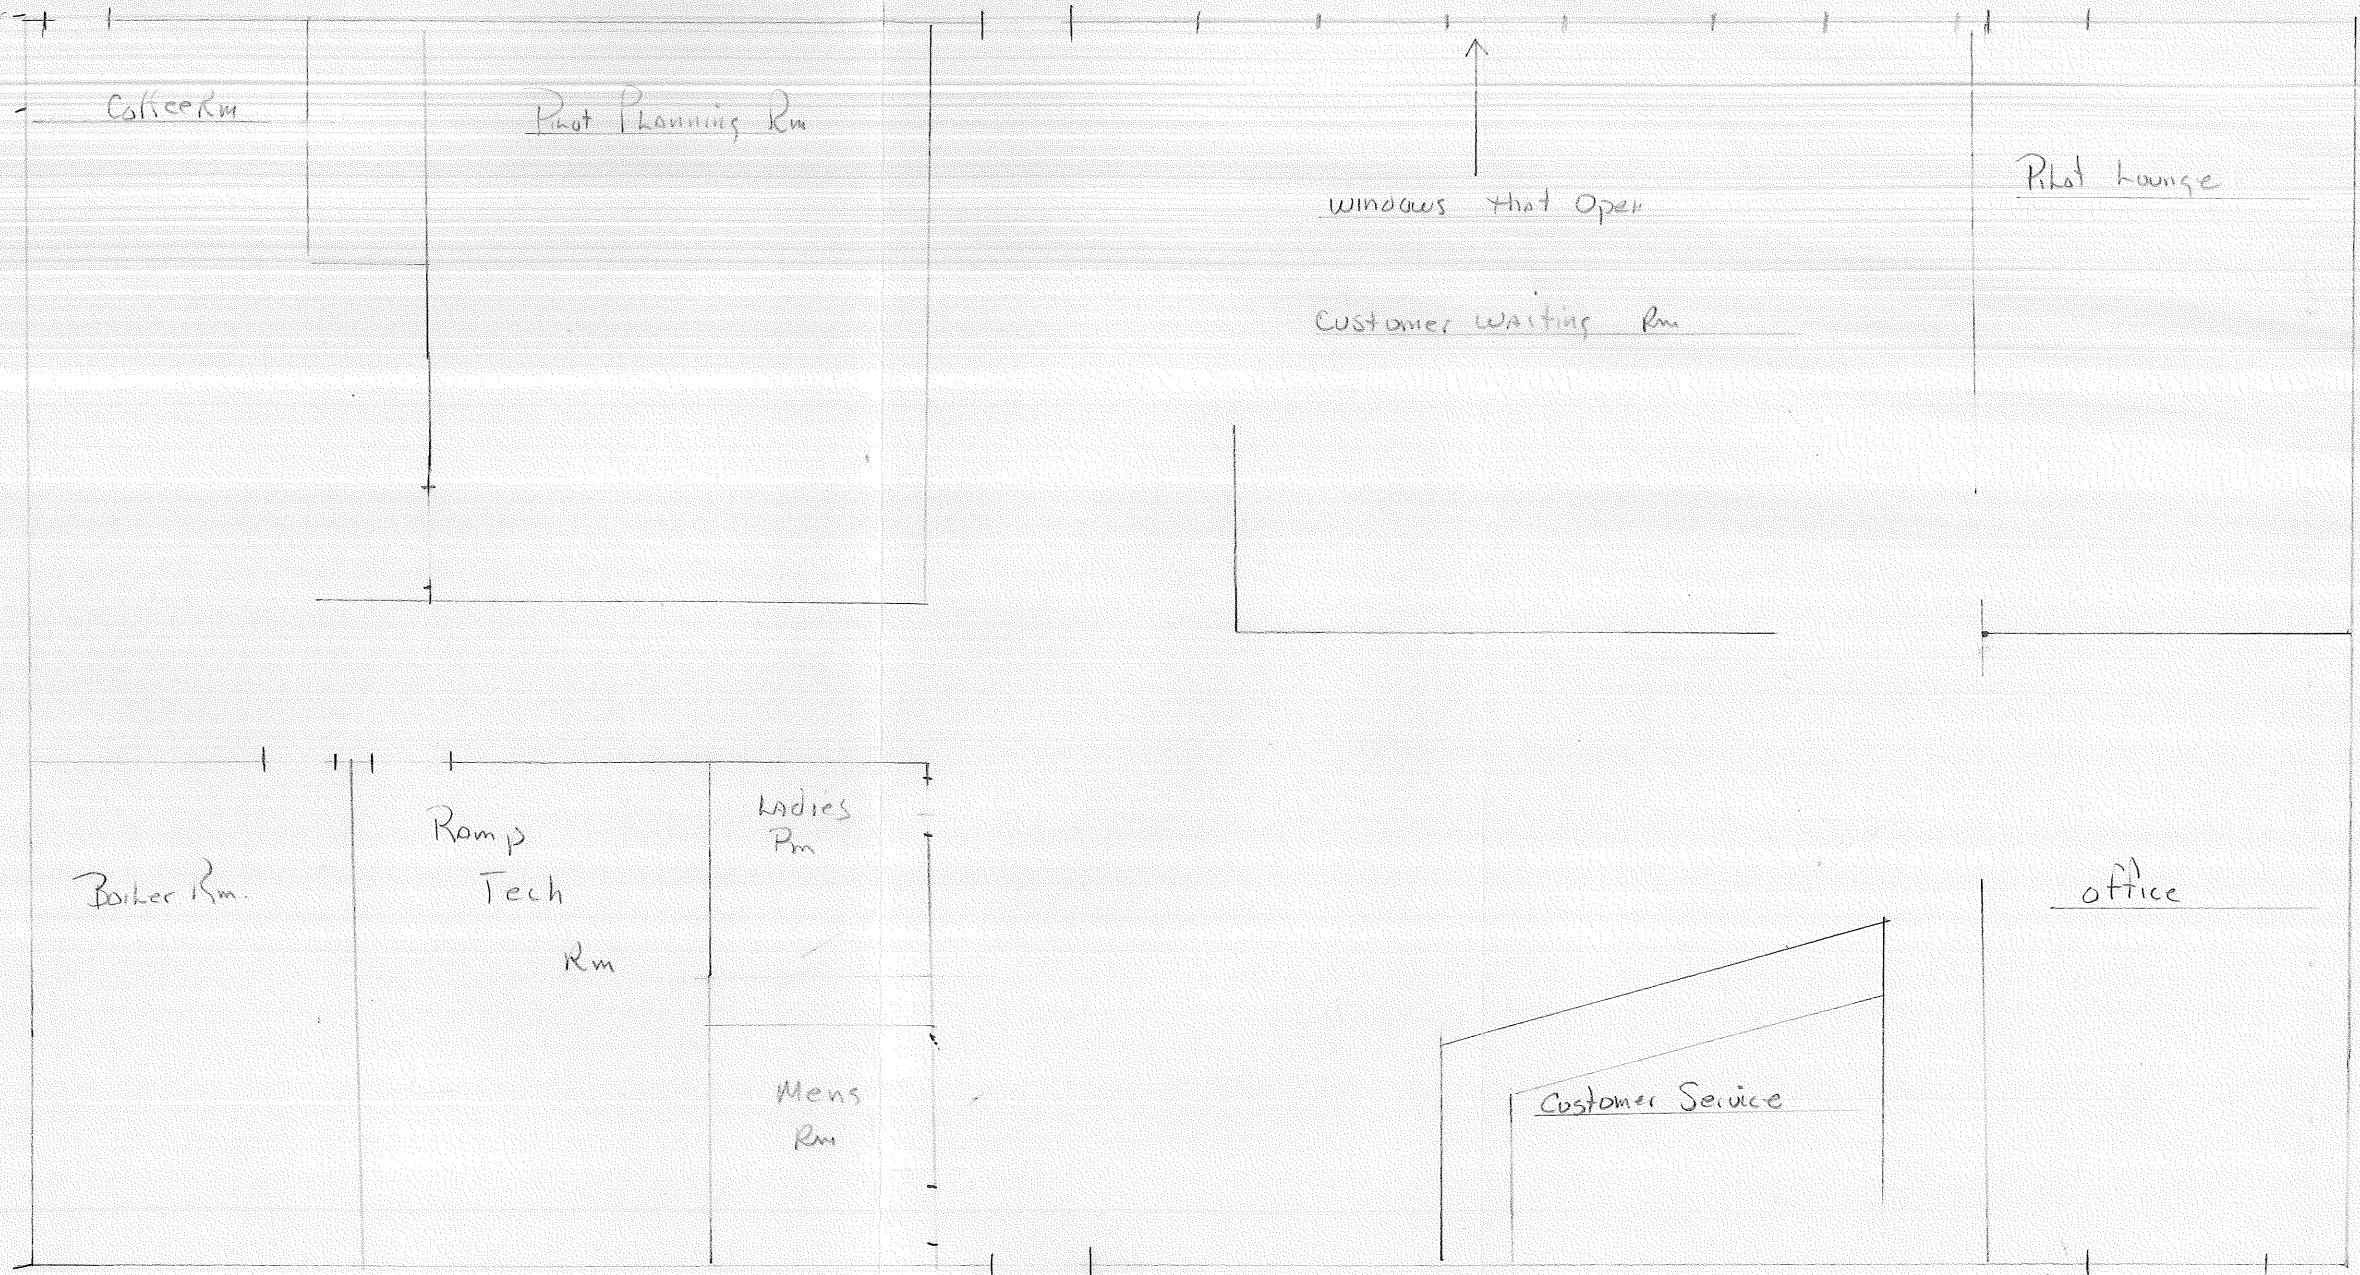 Coffee Rm
Pilot Planning Rm
Pilot Lounge
Windows that Open
Customer Waiting Rm
Ladies
Rm
Ramp
Tech
Rm
Boiler Rm.
office
Mens
Rm
Customer Service